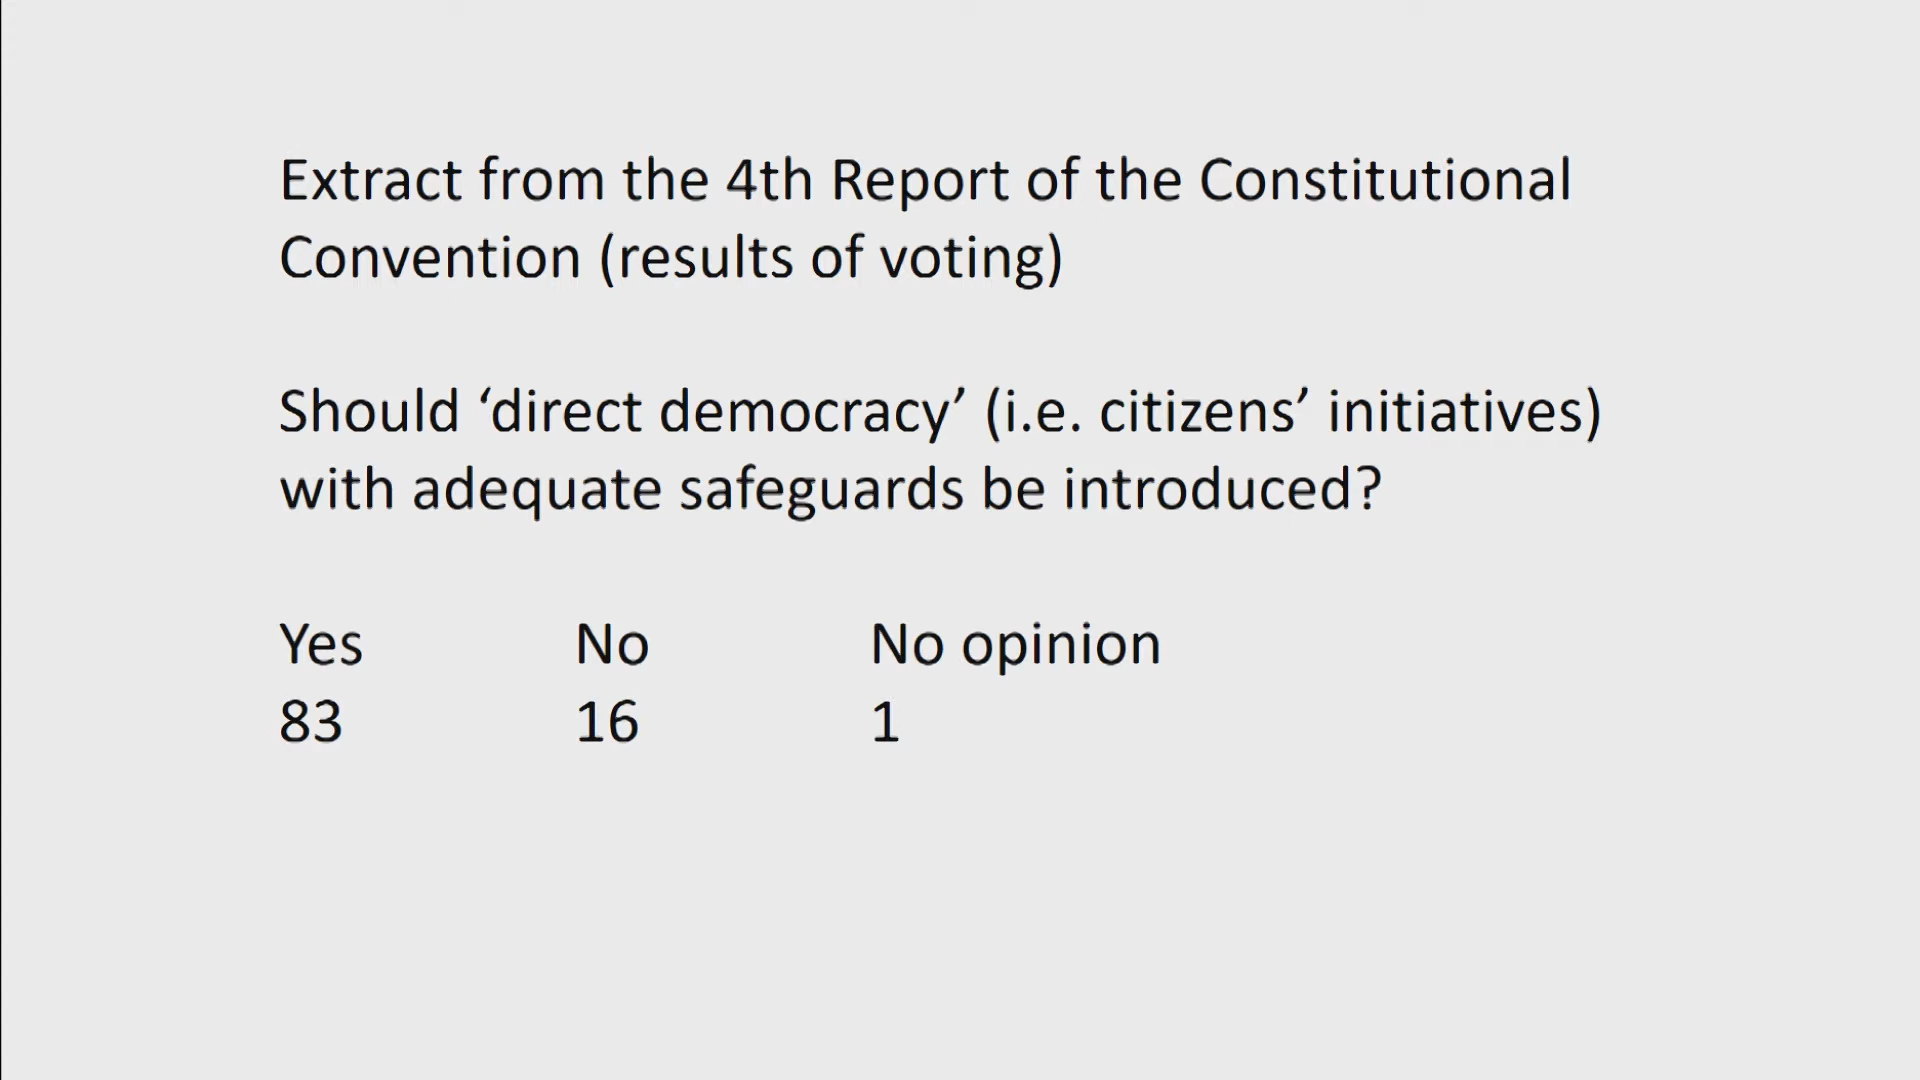 Extract from the 4th Report of the Constitutional
Convention (results of voting)
Should ‘direct democracy’ (i.e. citizens’ initiatives)
with adequate safeguards be introduced?
Yes No No opinion
83 16 1